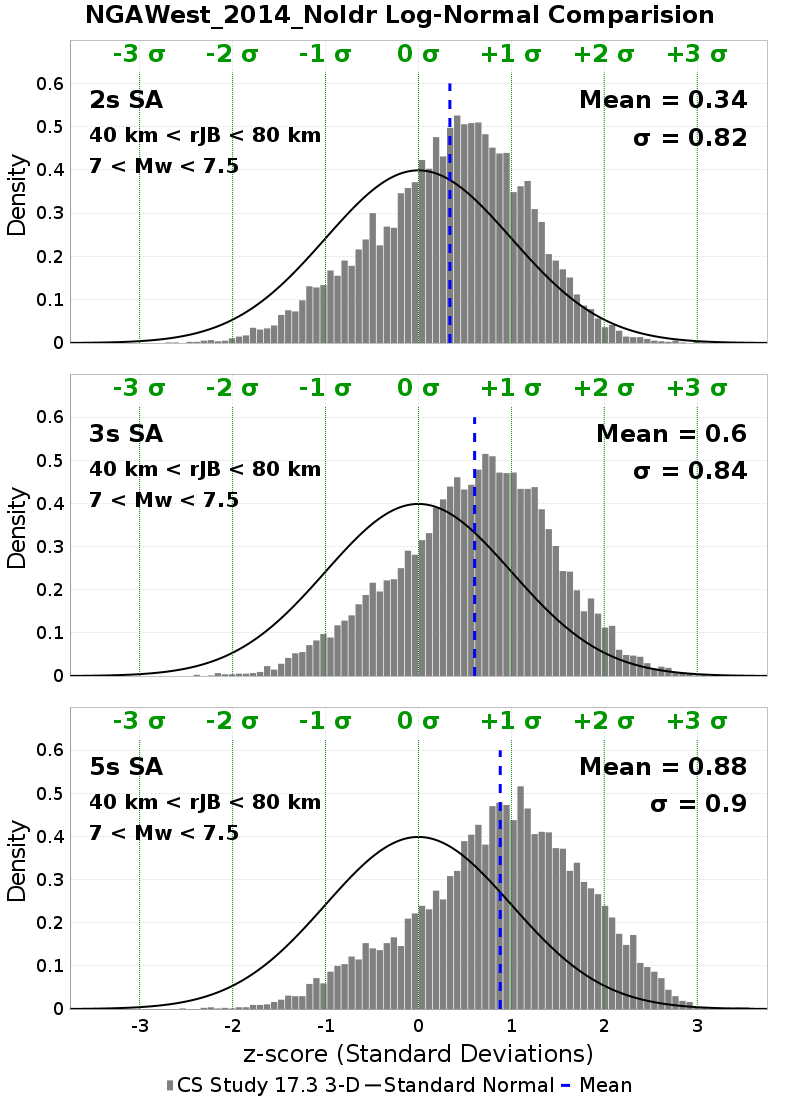 NGAWest_2014_NoIdr Log-Normal Comparision
-3 σ -2 σ -1 σ 0 σ +1 σ +2 σ +3 σ
0.6
2s SA Mean = 0.34
0.5
40 km < rJB < 80 km σ = 0.82
7 < Mw < 7.5
0.4
Density
0.3
0.2
0.1
0
-3 σ -2 σ -1 σ 0 σ +1 σ +2 σ +3 σ
0.6
3s SA Mean = 0.6
0.5
40 km < rJB < 80 km σ = 0.84
7 < Mw < 7.5
0.4
Density
0.3
0.2
0.1
0
-3 σ -2 σ -1 σ 0 σ +1 σ +2 σ +3 σ
0.6
5s SA Mean = 0.88
0.5
40 km < rJB < 80 km σ = 0.9
7 < Mw < 7.5
0.4
Density
0.3
0.2
0.1
0
-3 -2 -1 0 1 2 3
z-score (Standard Deviations)
CS Study 17.3 3-D Standard Normal Mean